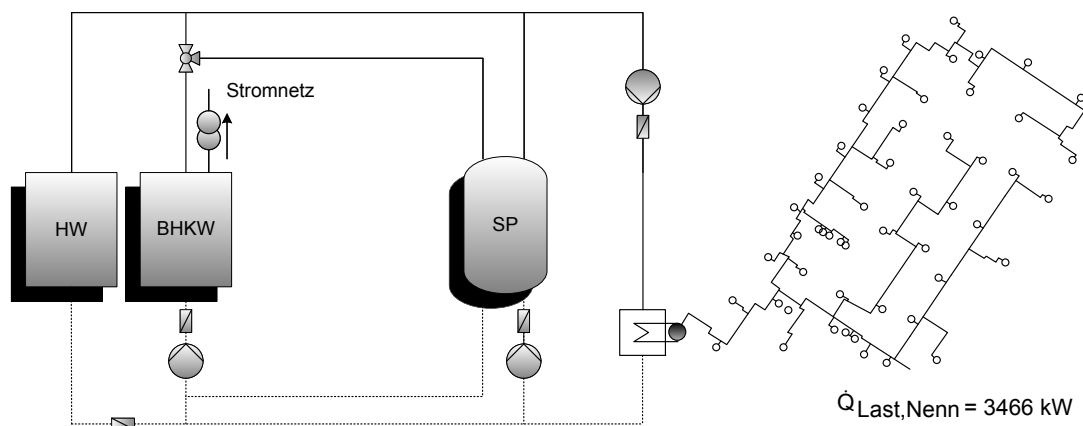 Stromnetz
HW
BHKW
SP
Q̇Last,Nenn = 3466 kW